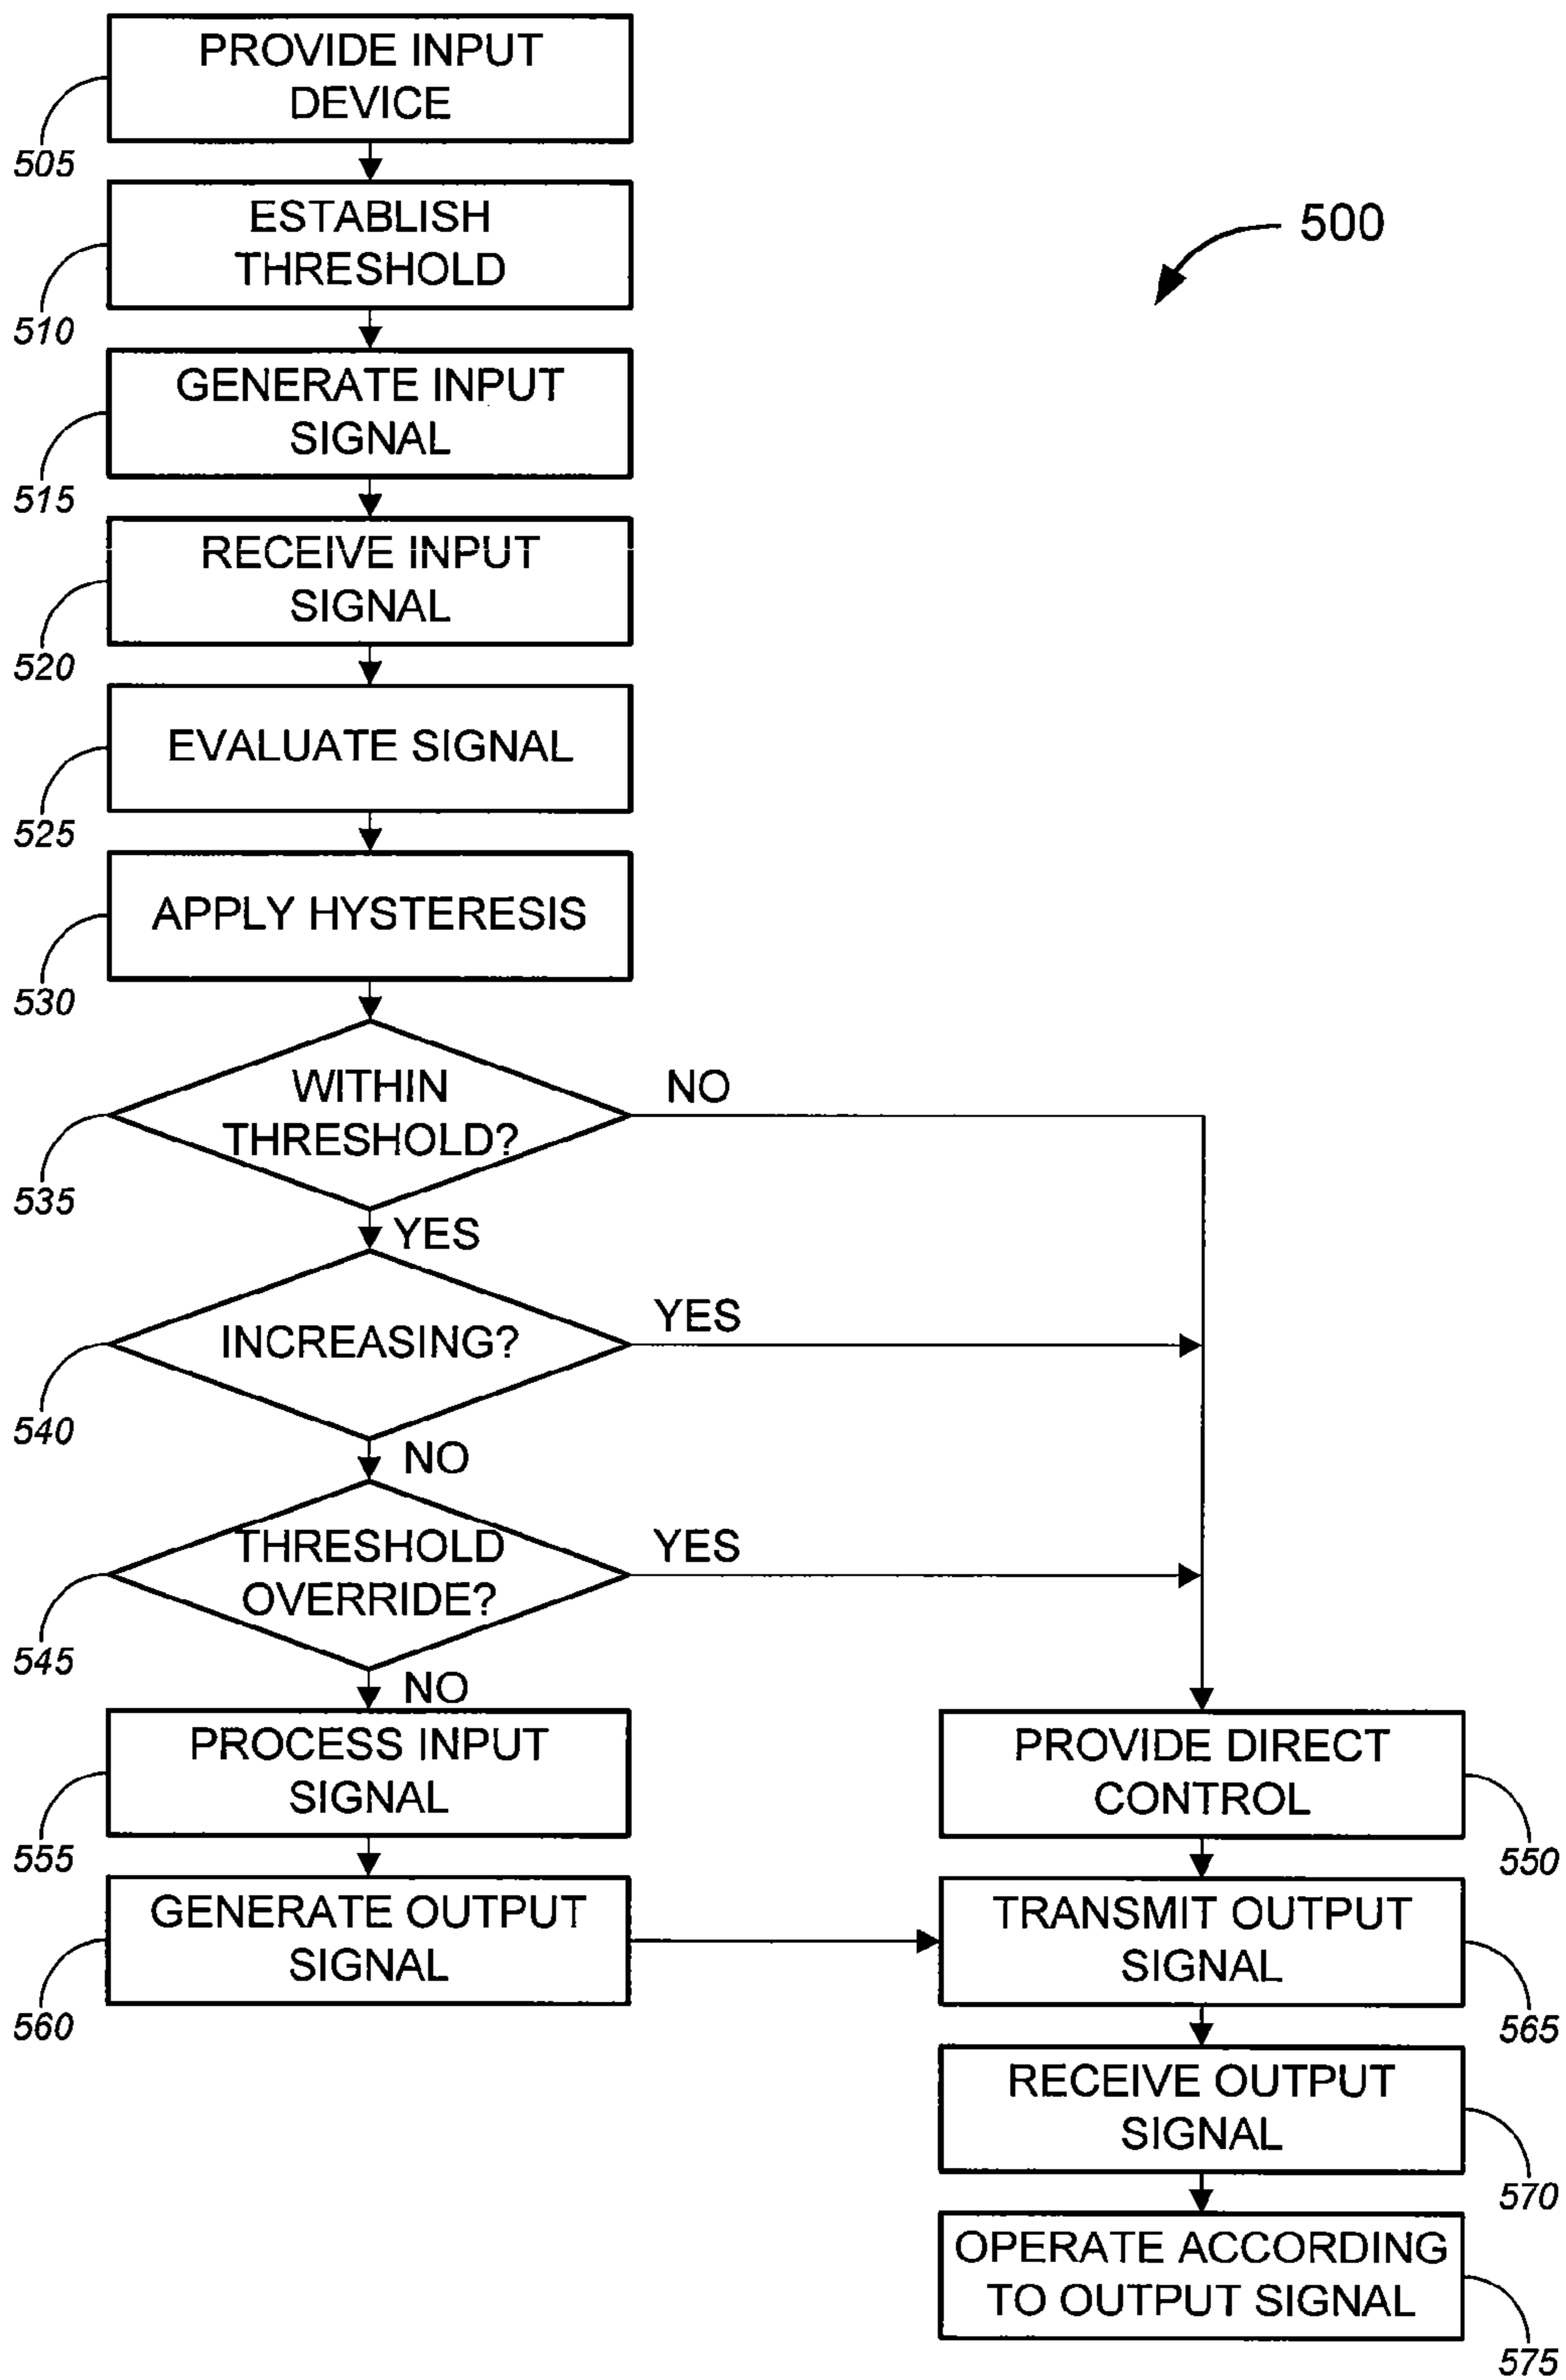 PROVIDE INPUT
DEVICE
505
ESTABLISH
THRESHOLD
510
500
GENERATE INPUT
SIGNAL
515
RECEIVE INPUT
SIGNAL
520
EVALUATE SIGNAL
525
APPLY HYSTERESIS
530
WITHIN
THRESHOLD?
NO
535
YES
INCREASING?
YES
540
NO
THRESHOLD
OVERRIDE?
YES
545
NO
PROCESS INPUT
SIGNAL
555
PROVIDE DIRECT
CONTROL
550
GENERATE OUTPUT
SIGNAL
560
TRANSMIT OUTPUT
SIGNAL
565
RECEIVE OUTPUT
SIGNAL
570
OPERATE ACCORDING
TO OUTPUT SIGNAL
575